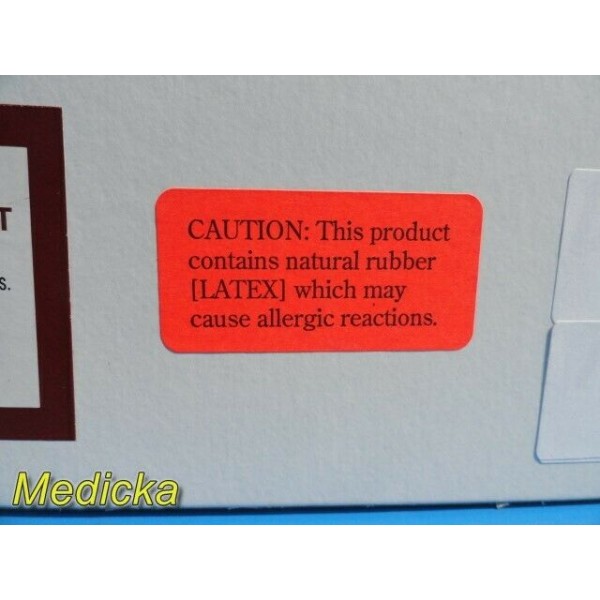 T
s.
CAUTION: This product
contains natural rubber
[LATEX] which may
cause allergic reactions.
Medicka